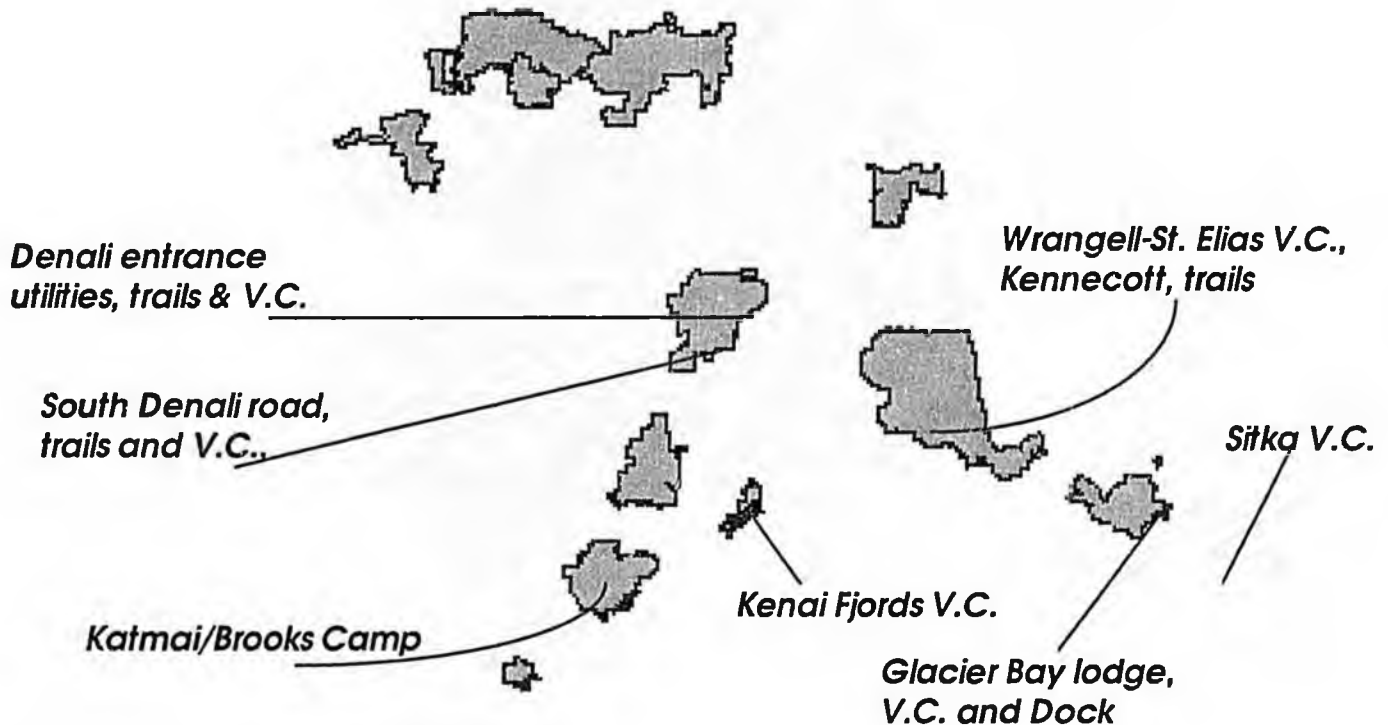 Denali entrance
utilities, trails & V.C.
South Denali road,
trails and V.C..
Katmai/Brooks Camp
Kenai Fjords V.C.
Wrangell-St. Elias V.C.,
Kennecott, trails
Sitka V.C.
Glacier Bay lodge,
V.C. and Dock